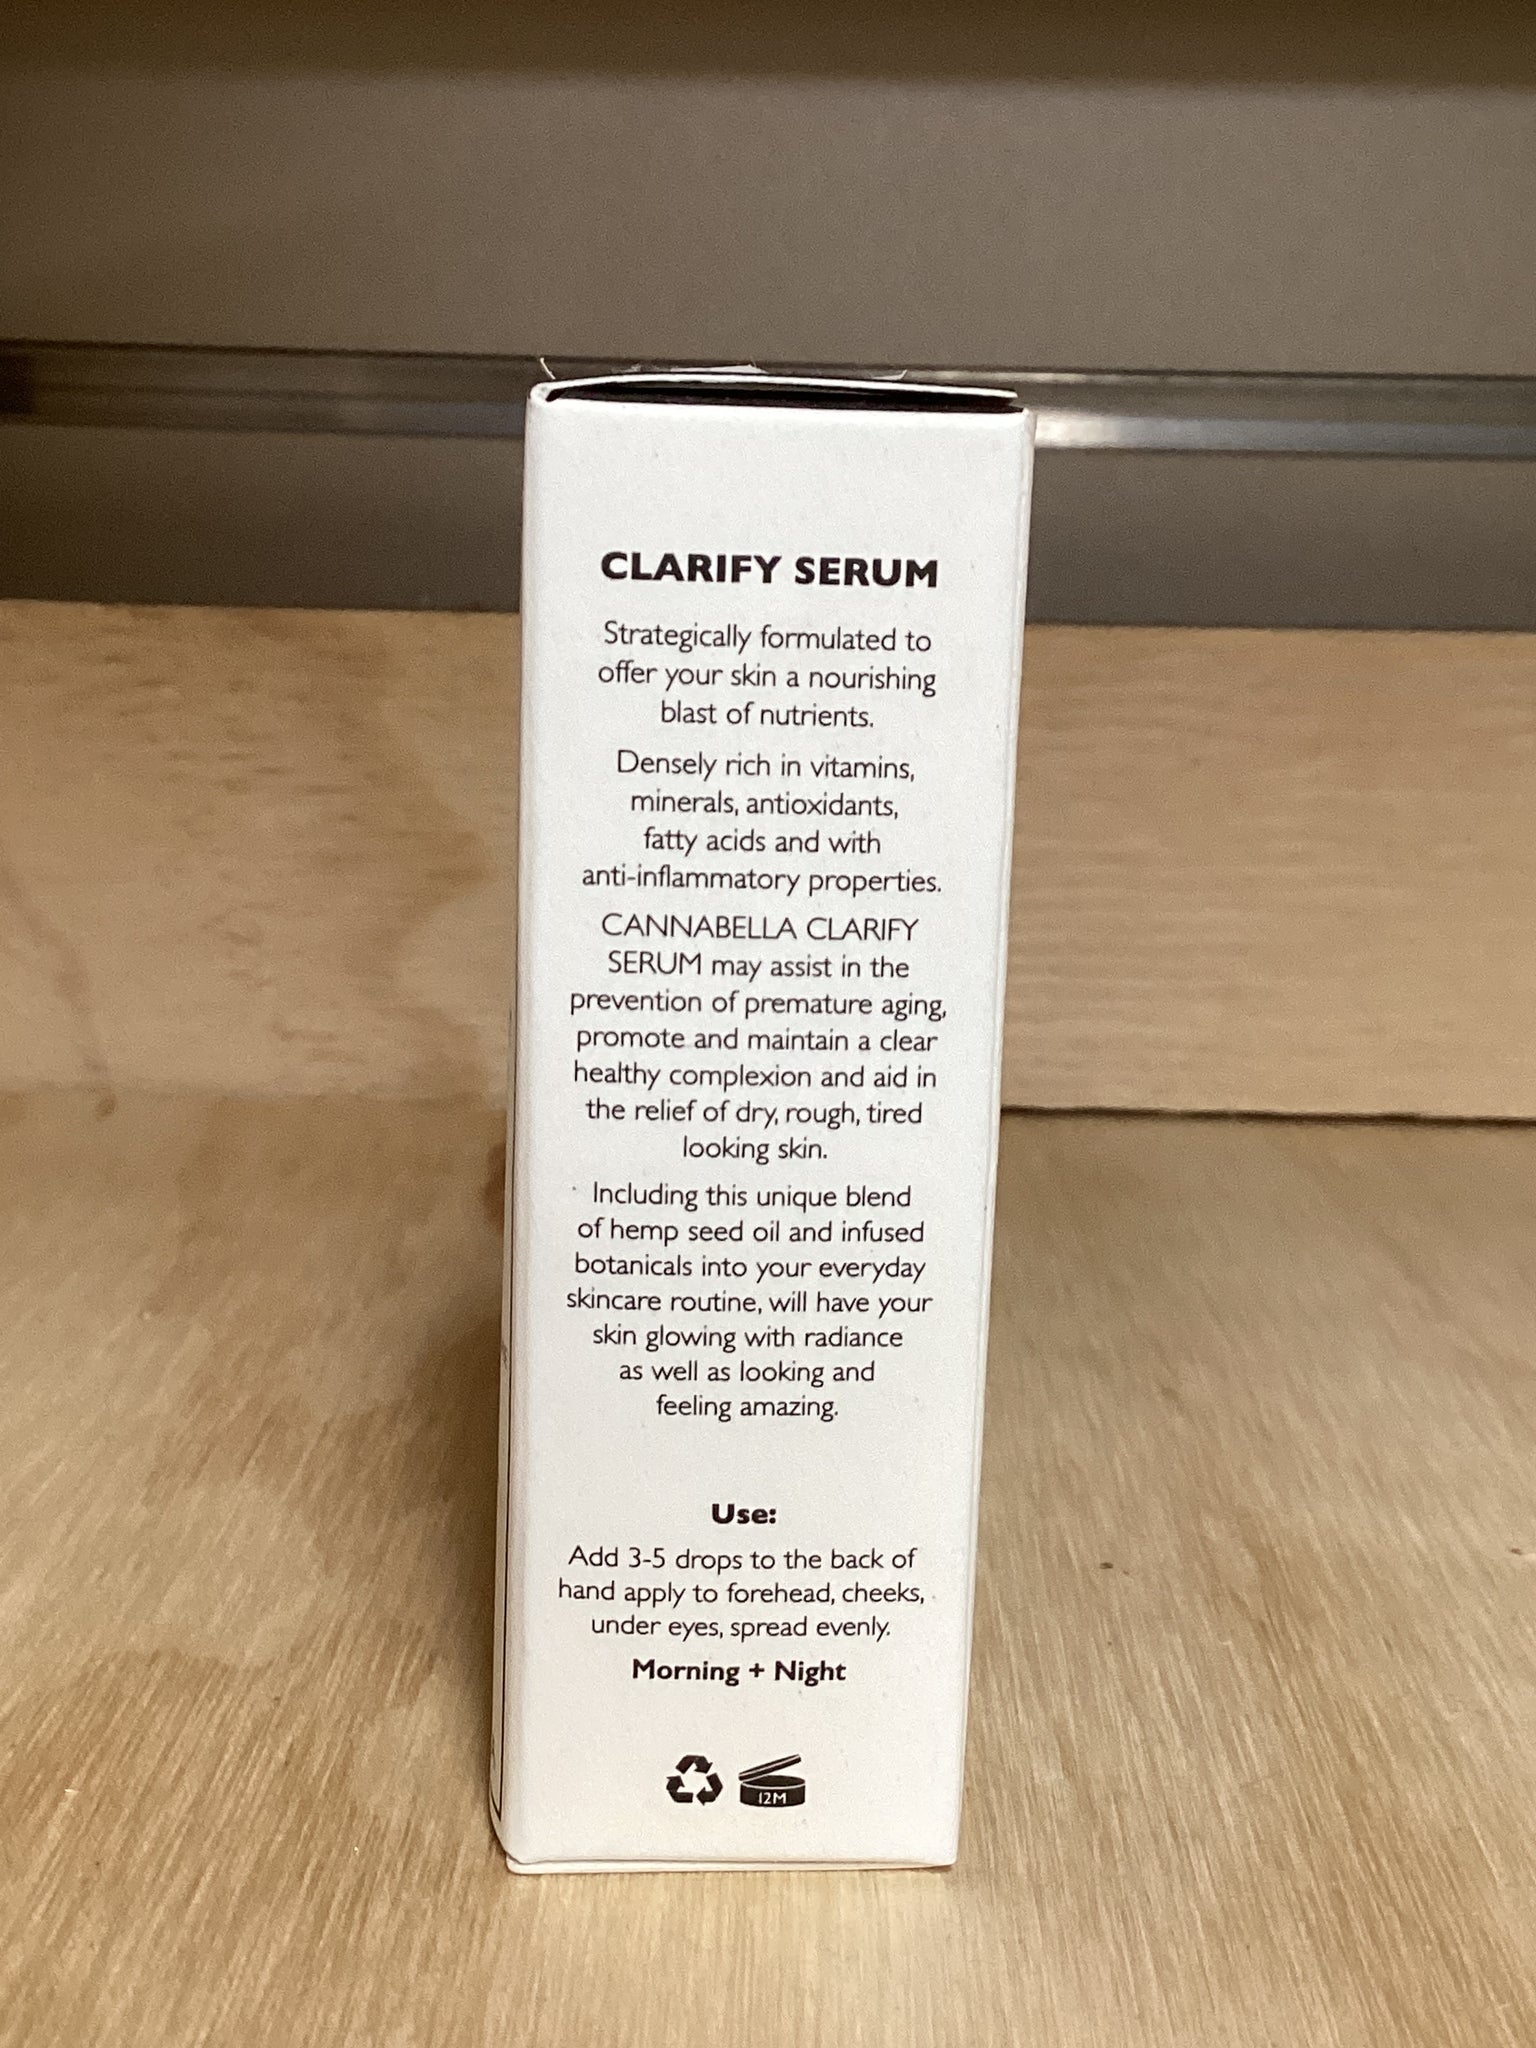 CLARIFY SERUM
Strategically formulated to
offer your skin a nourishing
blast of nutrients.
Densely rich in vitamins,
minerals, antioxidants,
fatty acids and with
anti-inflammatory properties.
CANNABELLA CLARIFY
SERUM may assist in the
prevention of premature aging,
promote and maintain a clear
healthy complexion and aid in
the relief of dry, rough, tired
looking skin.
Including this unique blend
of hemp seed oil and infused
botanicals into your everyday
skincare routine, will have your
skin glowing with radiance
as well as looking and
feeling amazing.
Use:
Add 3-5 drops to the back of
hand apply to forehead, cheeks,
under eyes, spread evenly.
Morning + Night
12M